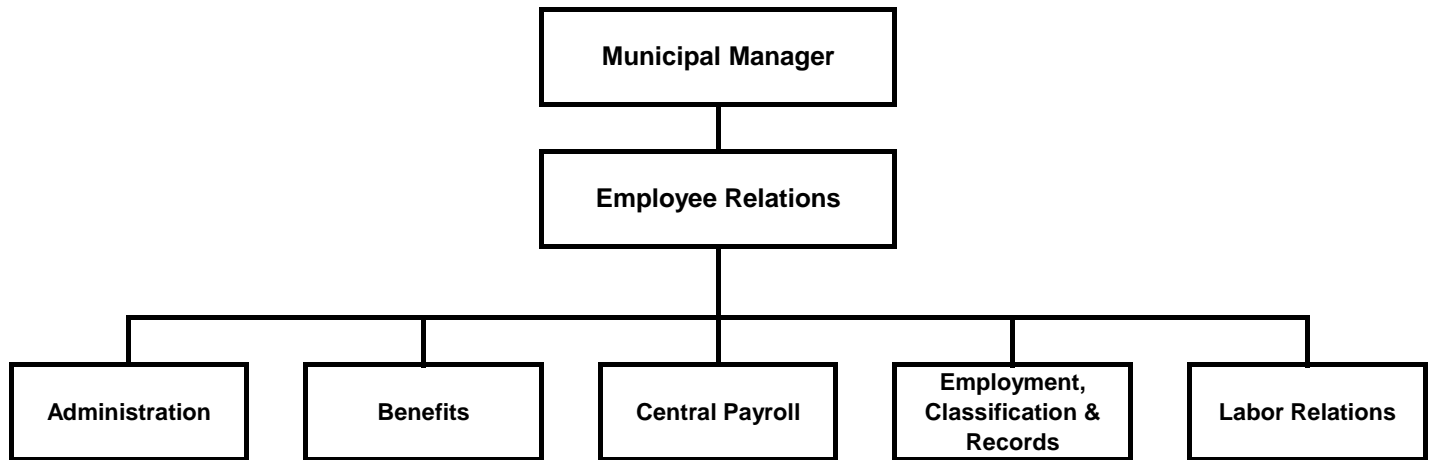 Municipal Manager
Employee Relations
Administration
Benefits
Central Payroll
Employment,
Classification &
Records
Labor Relations